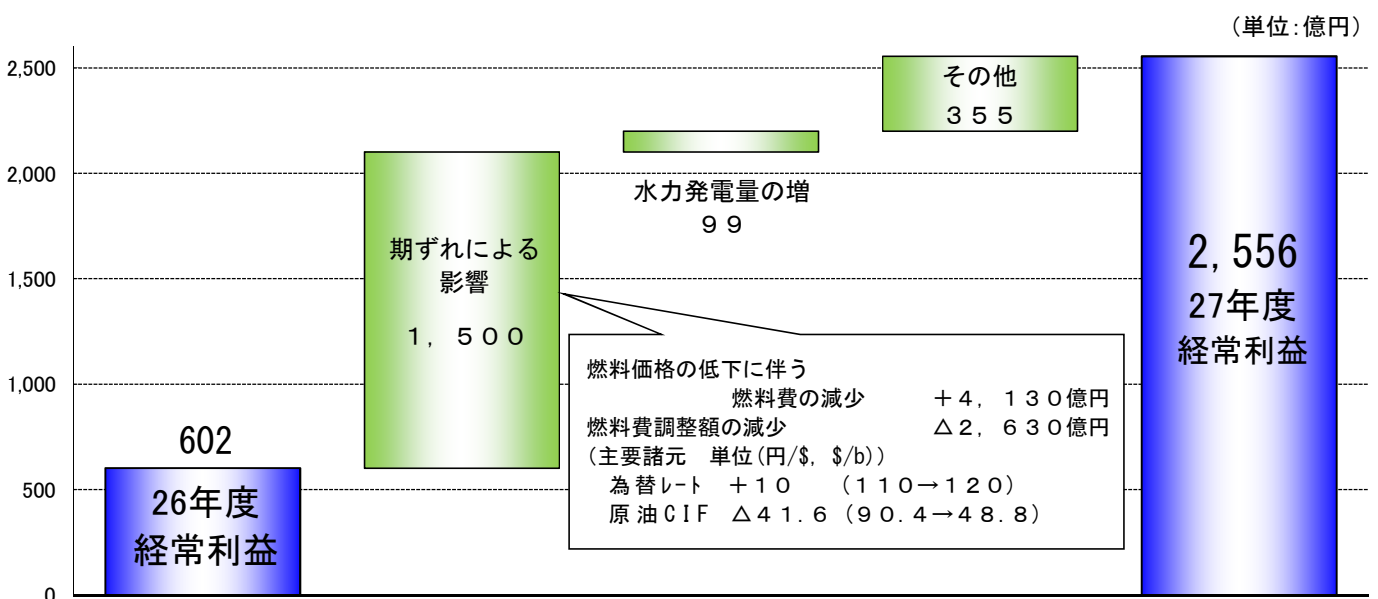 （単位：億円）
2,500
2,000
1,500
1,000
500
0
602
26年度
経常利益
期ずれによる
影響
１，５００
水力発電量の増
９９
その他
３５５
2,556
27年度
経常利益
燃料価格の低下に伴う
燃料費の減少　＋４，１３０億円
燃料費調整額の減少　△２，６３０億円
（主要諸元　単位(円/$, $/b)）
為替ﾚｰﾄ　＋１０　（１１０→１２０）
原油ＣＩＦ　△４１．６（９０．４→４８．８）